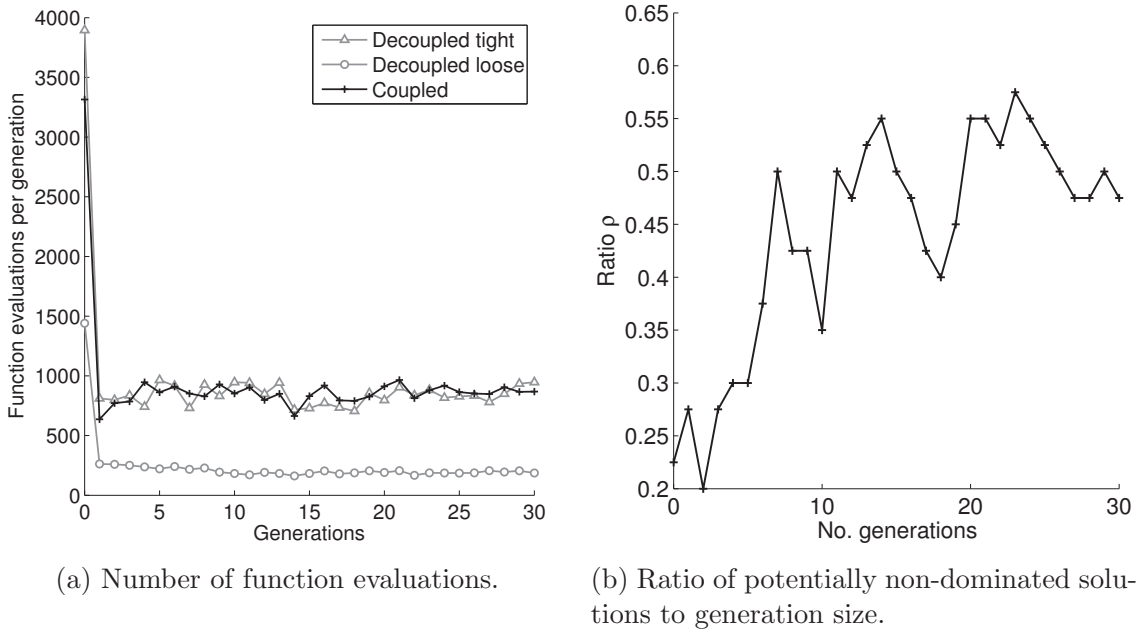 4000
3500
3000
2500
2000
1500
1000
500
0
Function evaluations per generation
Decoupled tight
Decoupled loose
Coupled
0 5 10 15 20 25 30
Generations
(a) Number of function evaluations.
0.65
0.6
0.55
0.5
0.45
0.4
0.35
0.3
0.25
0.2
Ratio ρ
0 10 20 30
No. generations
(b) Ratio of potentially non-dominated solu-
tions to generation size.